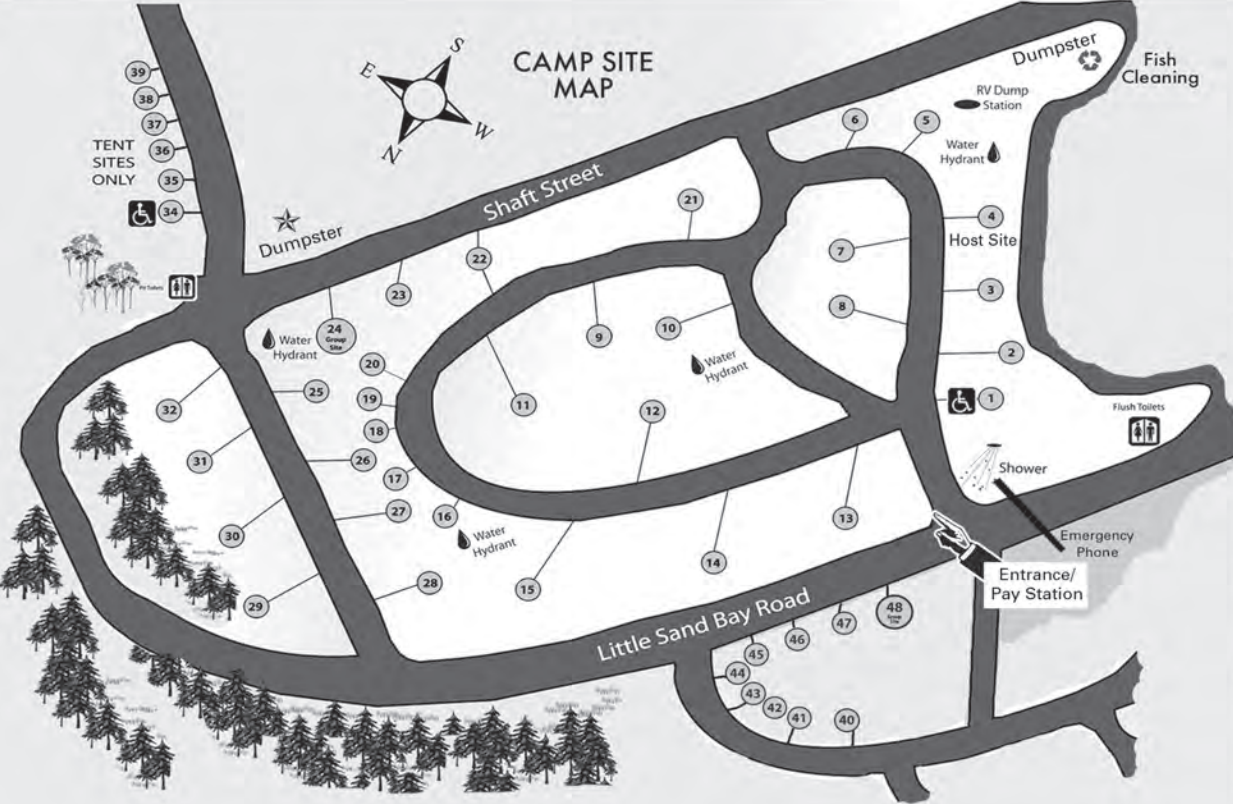 CAMP SITE
MAP
S
E
W
N
39
38
37
36
35
34
TENT
SITES
ONLY
Dumpster
Pit Toilets
Shaft Street
Dumpster
Fish
Cleaning
RV Dump
Station
Water
Hydrant
6
5
4
Host Site
3
2
1
7
8
21
22
23
24
Group
Site
Water
Hydrant
20
19
18
17
16
Water
Hydrant
9
10
Water
Hydrant
11
12
13
14
15
25
26
27
28
32
31
30
29
Flush Toilets
Shower
Emergency
Phone
Entrance/
Pay Station
Little Sand Bay Road
48
Group
Site
47
46
45
44
43
42
41
40